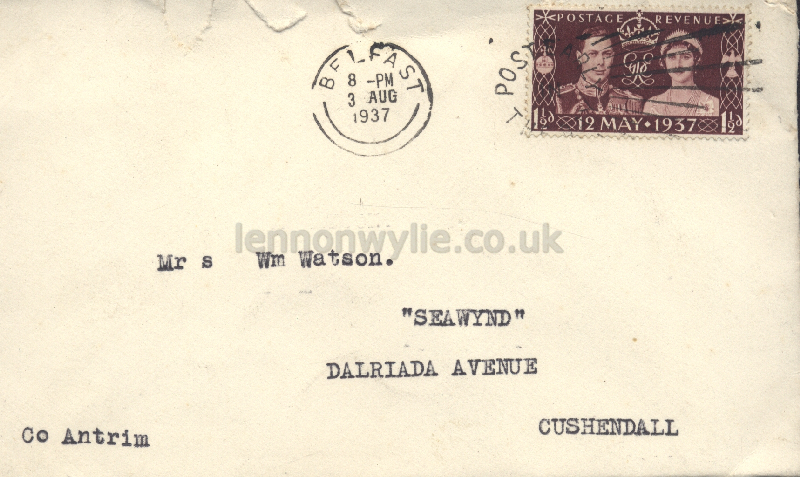 POSTAGE REVENUE
1½d 12 MAY • 1937 1½d
BELFAST
8 -PM
3 AUG
1937
lennonwylie.co.uk
Mr s Wm Watson.
"SEAWYND"
DALRIADA AVENUE
CUSHENDALL
Co Antrim